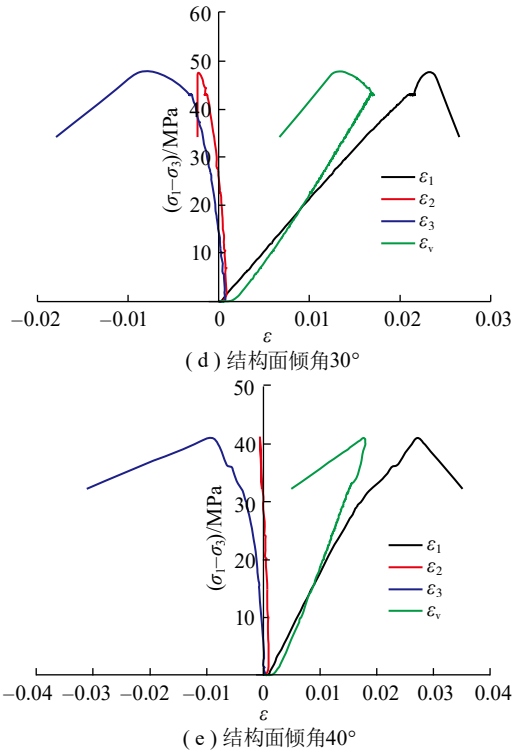 60
50
40
30
20
10
(σ₁−σ₃)/MPa
ε₁
ε₂
ε₃
εᵥ
−0.02 −0.01 0 0.01 0.02 0.03
ε
( d ) 结构面倾角30°
50
40
30
20
10
(σ₁−σ₃)/MPa
ε₁
ε₂
ε₃
εᵥ
−0.04 −0.03 −0.02 −0.01 0 0.01 0.02 0.03 0.04
ε
( e ) 结构面倾角40°